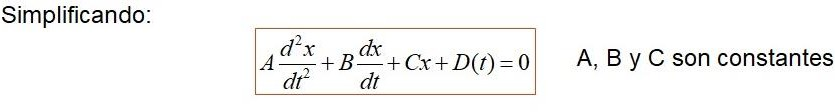 Simplificando:
A d²x/dt² + B dx/dt + Cx + D(t) = 0 A, B y C son constantes